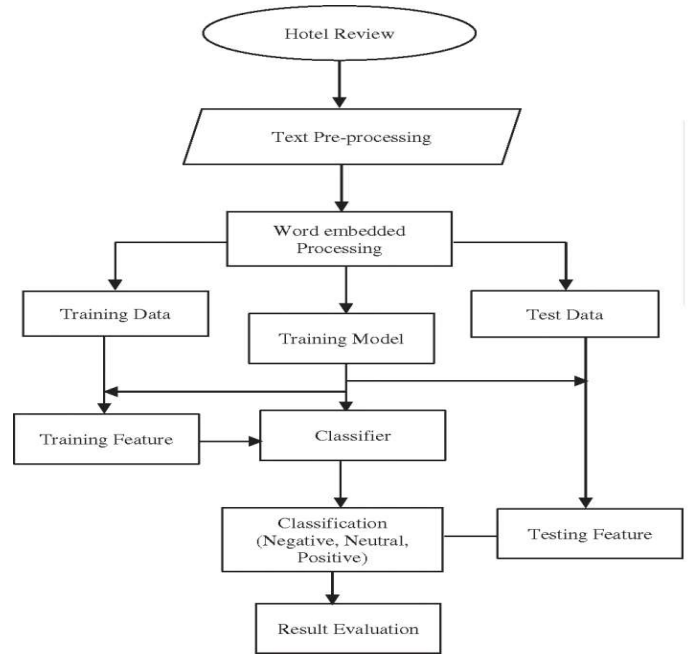 Hotel Review
Text Pre-processing
Word embedded
Processing
Training Data
Test Data
Training Model
Training Feature
Classifier
Classification
(Negative, Neutral,
Positive)
Testing Feature
Result Evaluation